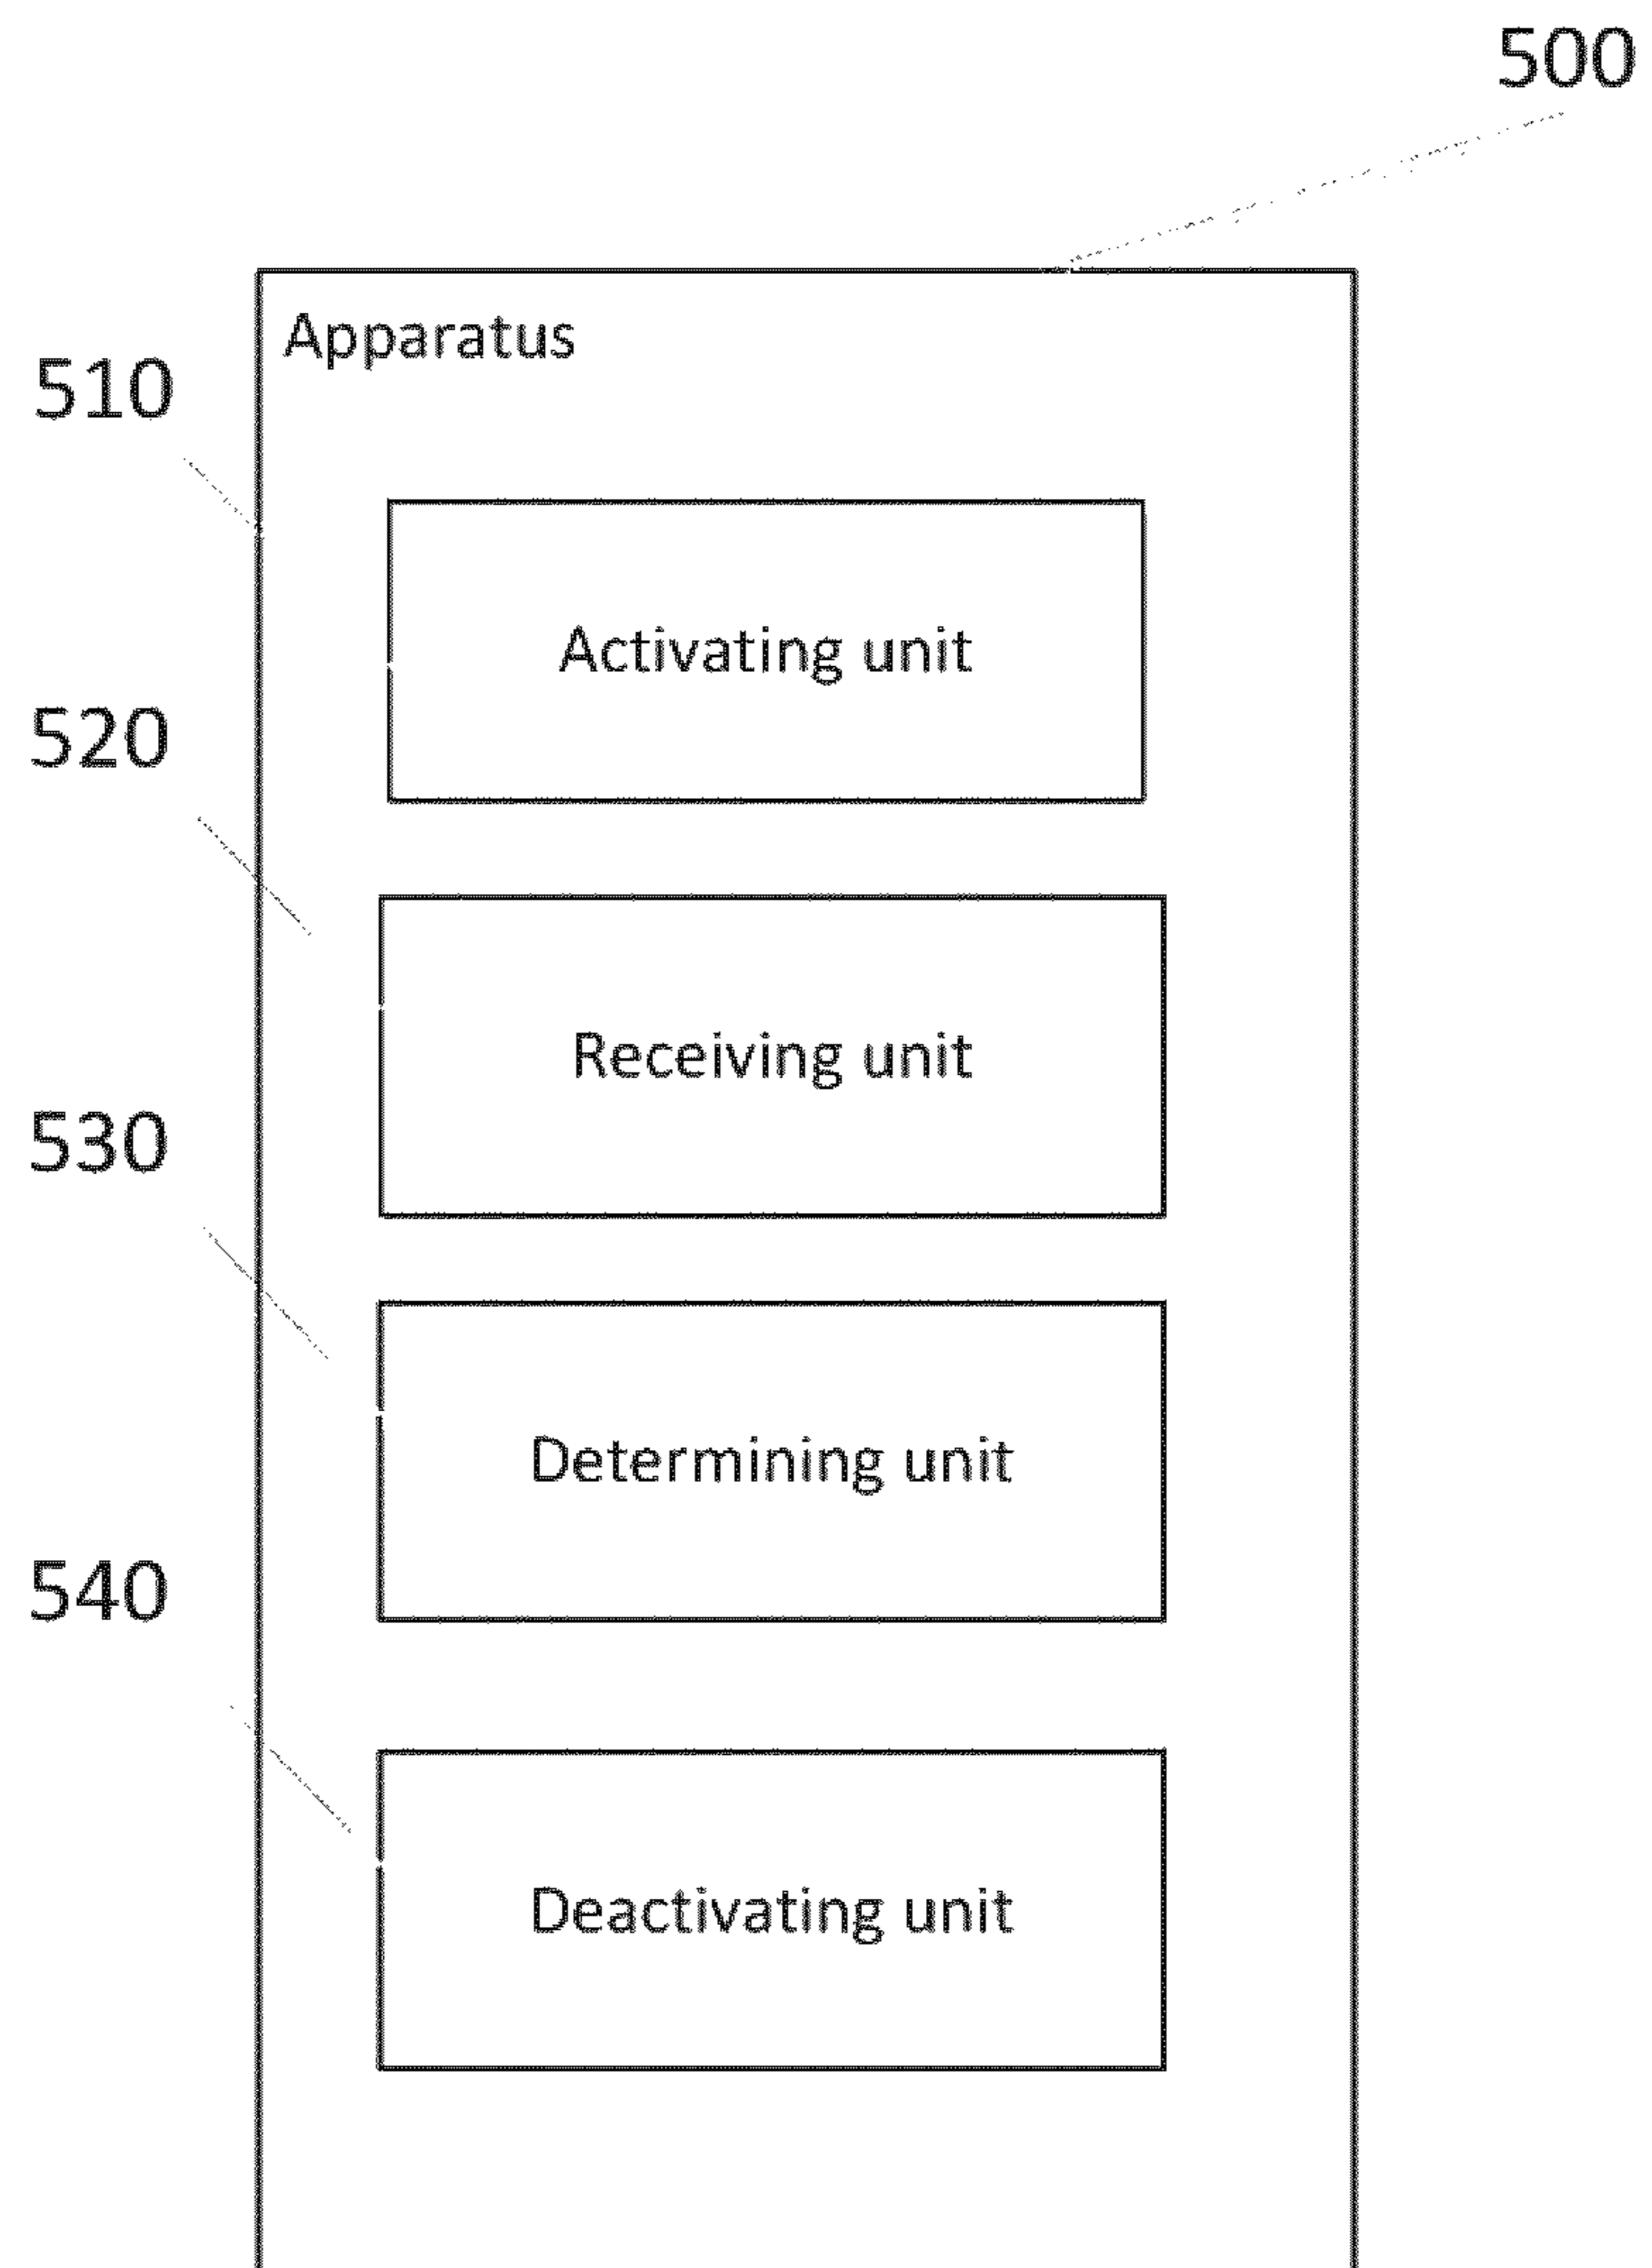 500
Apparatus
510
Activating unit
520
Receiving unit
530
Determining unit
540
Deactivating unit